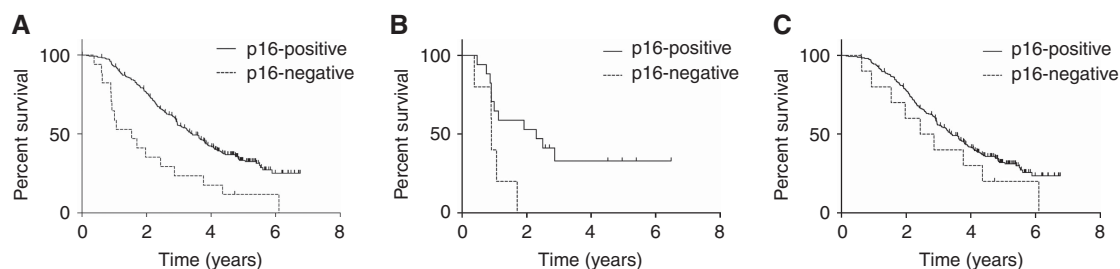 A
p16-positive
p16-negative
100
50
0
0 2 4 6 8
Percent survival
Time (years)
B
p16-positive
p16-negative
100
50
0
0 2 4 6 8
Percent survival
Time (years)
C
p16-positive
p16-negative
100
50
0
0 2 4 6 8
Percent survival
Time (years)